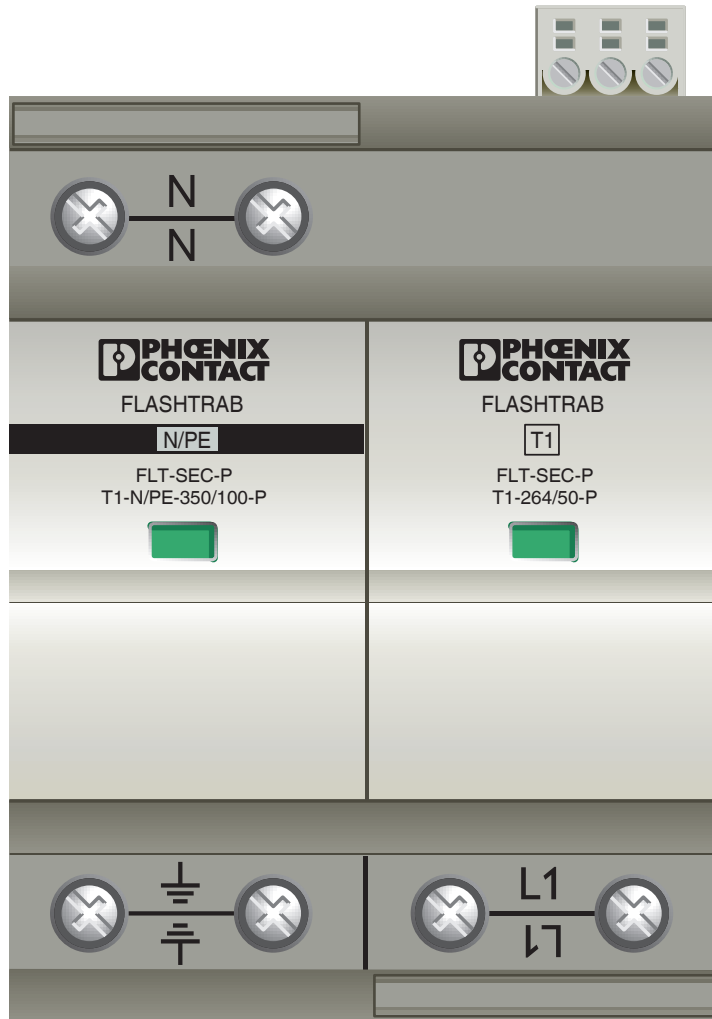 N
N
PHŒNIX
CONTACT
FLASHTRAB
N/PE
FLT-SEC-P
T1-N/PE-350/100-P
PHŒNIX
CONTACT
FLASHTRAB
T1
FLT-SEC-P
T1-264/50-P
L1
L1